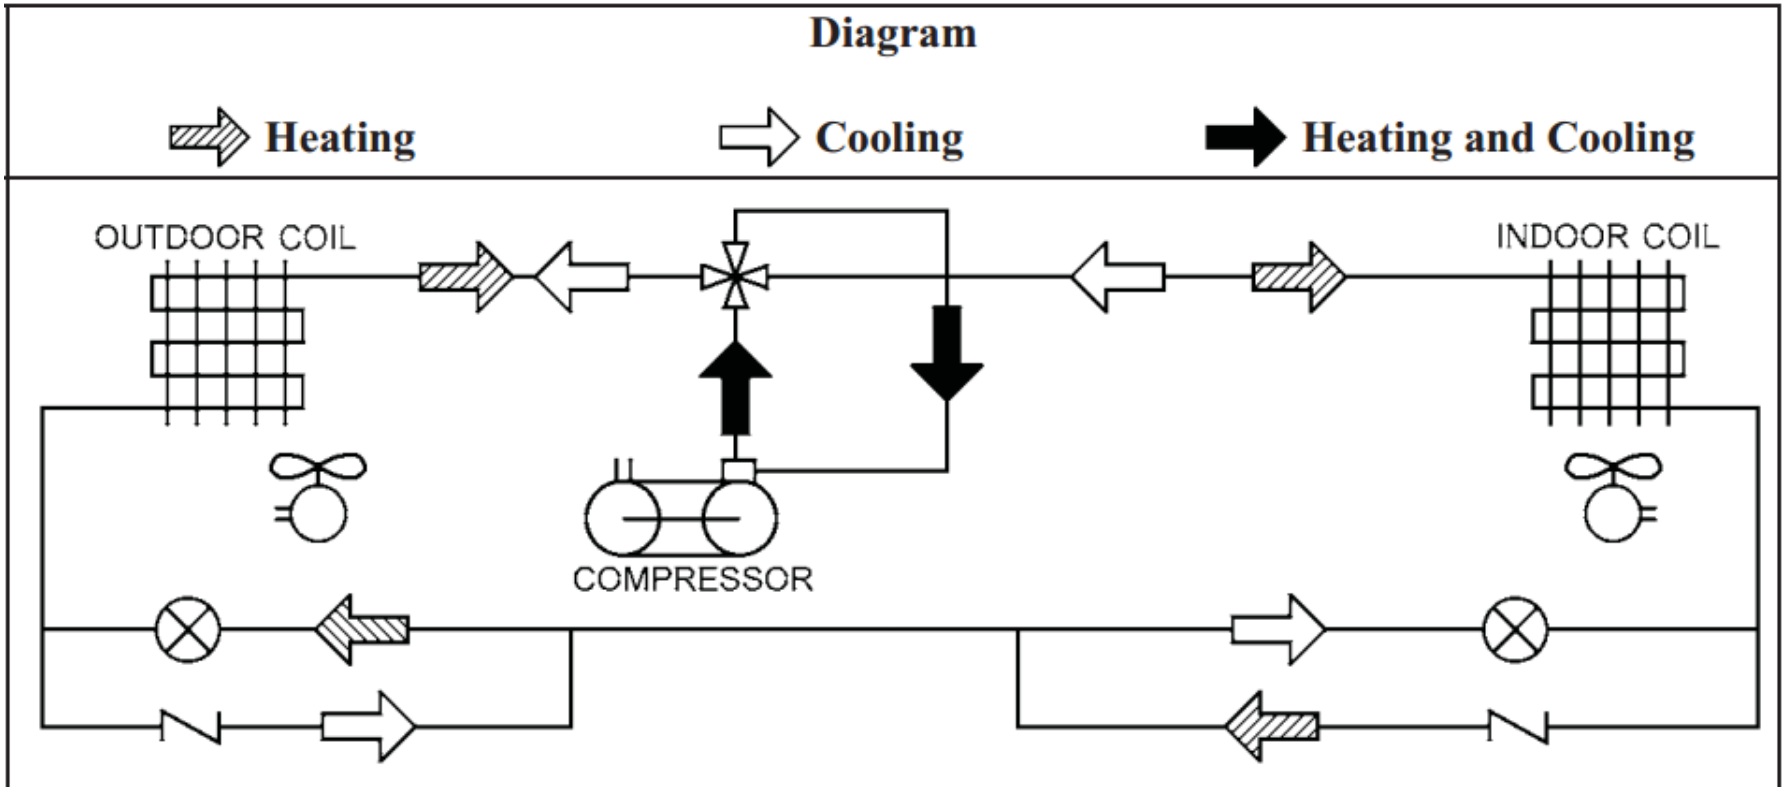 Diagram
Heating Cooling Heating and Cooling
OUTDOOR COIL INDOOR COIL
COMPRESSOR